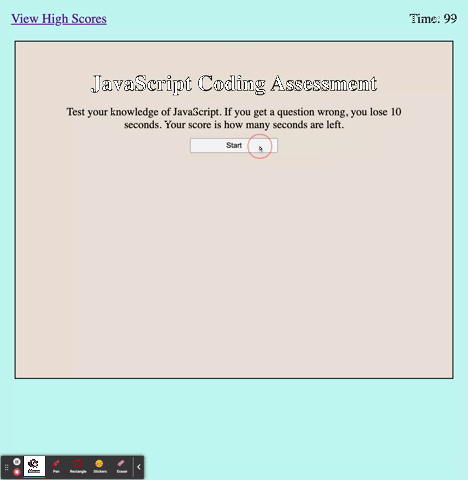 View High Scores
Time: 99
JavaScript Coding Assessment
Test your knowledge of JavaScript. If you get a question wrong, you lose 10
seconds. Your score is how many seconds are left.
Start
Pen
Rectangle
Stickers
Eraser